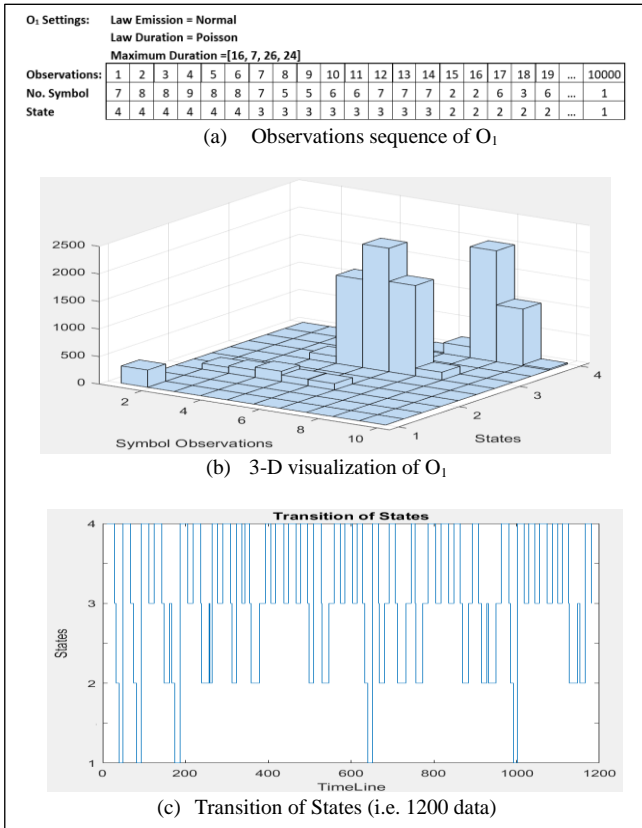 O₁ Settings: Law Emission = Normal
Law Duration = Poisson
Maximum Duration =[16, 7, 26, 24]
Observations: 1 2 3 4 5 6 7 8 9 10 11 12 13 14 15 16 17 18 19 ... 10000
No. Symbol 7 8 8 9 8 8 7 5 5 6 6 7 7 7 2 2 6 3 6 ... 1
State 4 4 4 4 4 4 3 3 3 3 3 3 3 3 2 2 2 2 2 ... 1
(a) Observations sequence of O₁
2500
2000
1500
1000
500
0
2
4
6
8
10
1
2
3
4
Symbol Observations
States
(b) 3-D visualization of O₁
Transition of States
4
3
2
1
States
0 200 400 600 800 1000 1200
TimeLine
(c) Transition of States (i.e. 1200 data)